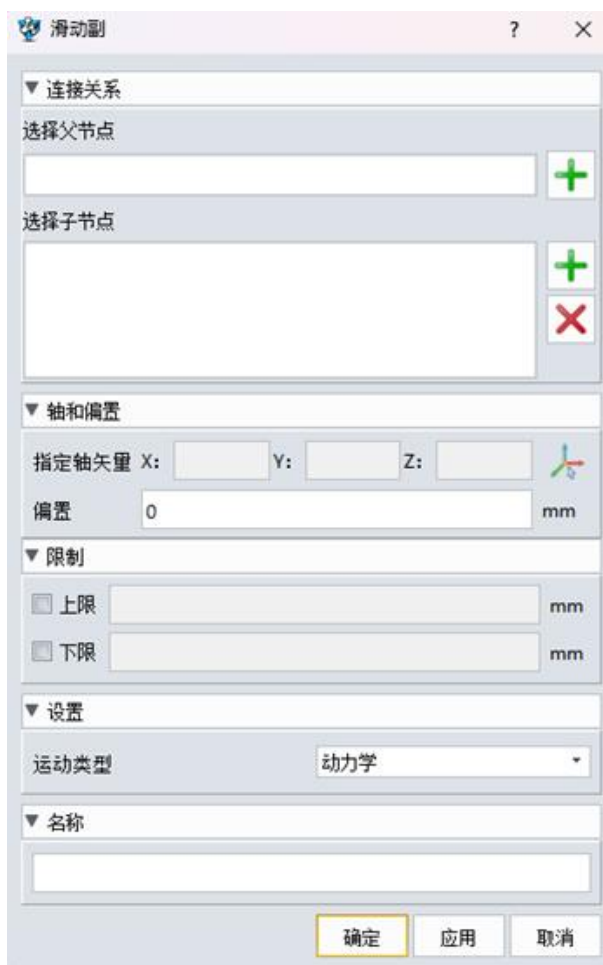 滑动副 ?
连接关系
选择父节点
选择子节点
轴和偏置
指定轴矢量 X: Y: Z:
偏置 0 mm
限制
上限 mm
下限 mm
设置
运动类型 动力学
名称
确定 应用 取消